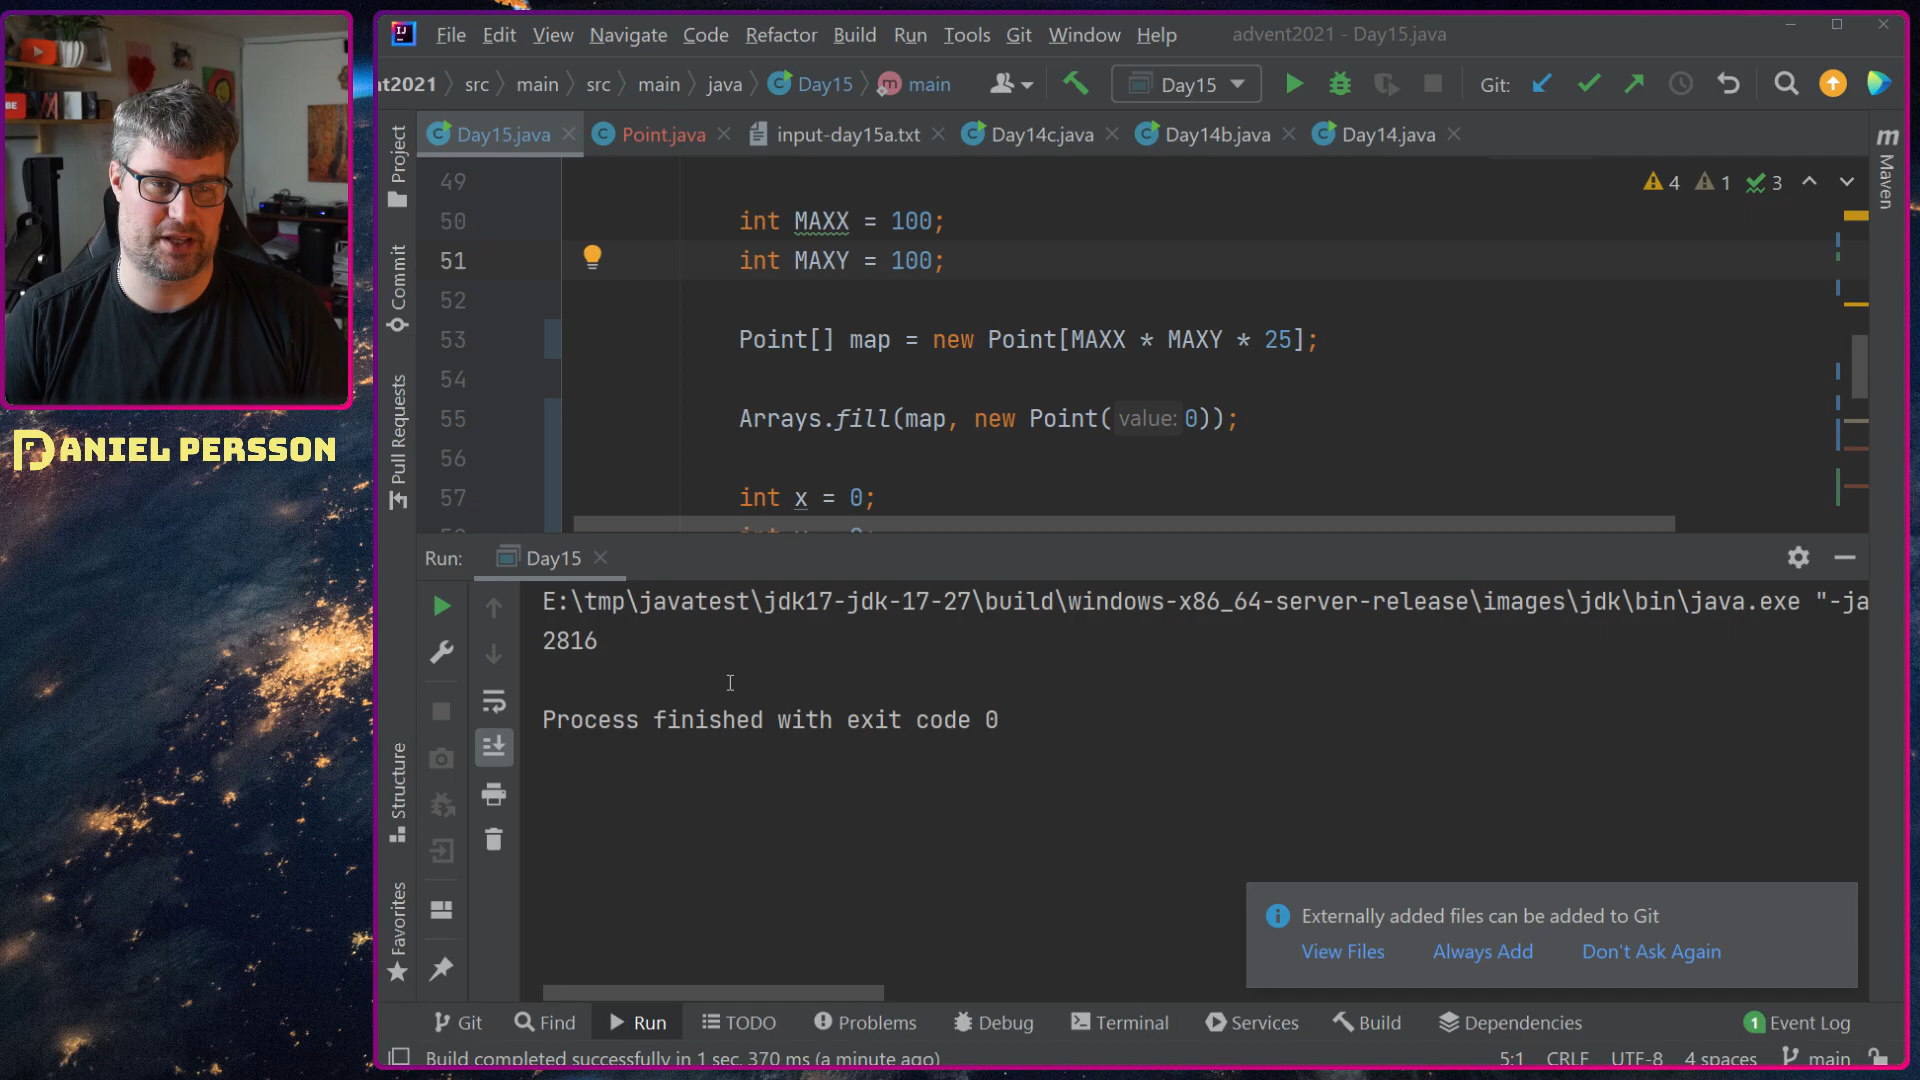 File Edit View Navigate Code Refactor Build Run Tools Git Window Help advent2021 - Day15.java
nt2021 src main src main java Day15 main Day15 Git:
Day15.java Point.java input-day15a.txt Day14c.java Day14b.java Day14.java
4 1 3
49
50 int MAXX = 100;
51 int MAXY = 100;
52
53 Point[] map = new Point[MAXX * MAXY * 25];
54
55 Arrays.fill(map, new Point( value: 0));
56
57 int x = 0;
Project
Commit
Pull Requests
Structure
Favorites
m Maven
DANIEL PERSSON
Run: Day15
E:\tmp\javatest\jdk17-jdk-17-27\build\windows-x86_64-server-release\images\jdk\bin\java.exe "-ja
2816
Process finished with exit code 0
Externally added files can be added to Git
View Files Always Add Don't Ask Again
Git Find Run TODO Problems Debug Terminal Services Build Dependencies 1 Event Log
Build completed successfully in 1 sec, 370 ms (a minute ago) 5:1 CRLF UTF-8 4 spaces main